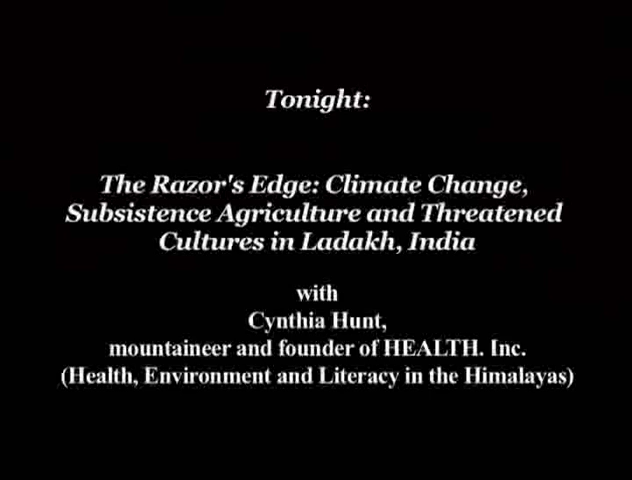 Tonight:
The Razor's Edge: Climate Change,
Subsistence Agriculture and Threatened
Cultures in Ladakh, India
with
Cynthia Hunt,
mountaineer and founder of HEALTH. Inc.
(Health, Environment and Literacy in the Himalayas)